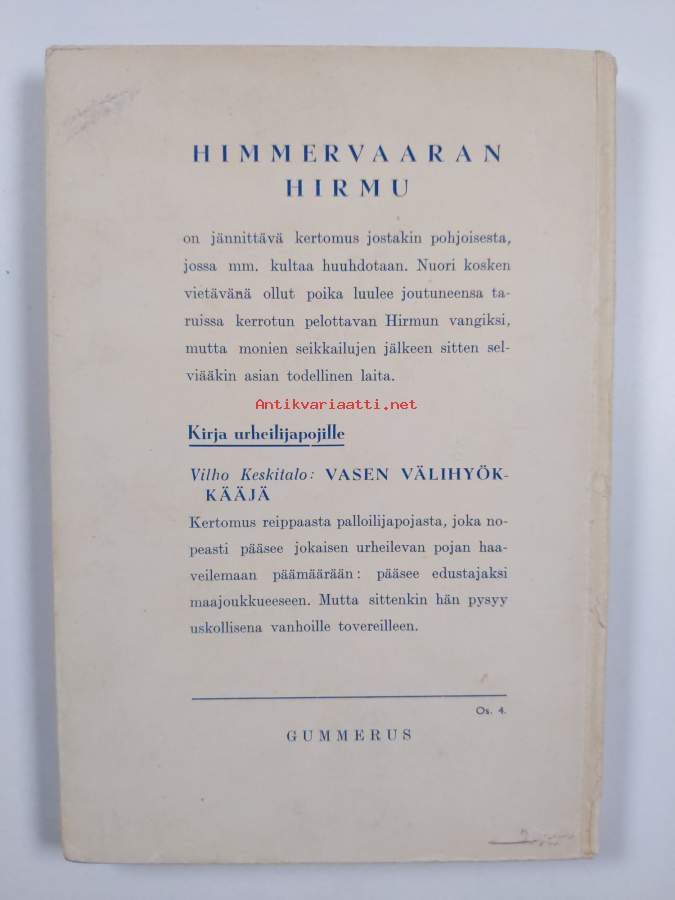 HIMMERVAARAN
HIRMU
on jännittävä kertomus jostakin pohjoisesta,
jossa mm. kultaa huuhdotaan. Nuori kosken
vietävänä ollut poika luulee joutuneensa ta-
ruissa kerrotun pelottavan Hirmun vangiksi,
mutta monien seikkailujen jälkeen sitten sel-
viääkin asian todellinen laita.
Antikvariaatti.net
Kirja urheilijapojille
Vilho Keskitalo: VASEN VÄLIHYÖK-
KÄÄJÄ
Kertomus reippaasta palloilijapojasta, joka no-
peasti pääsee jokaisen urheilevan pojan haa-
veilemaan päämäärään: pääsee edustajaksi
maajoukkueeseen. Mutta sittenkin hän pysyy
uskollisena vanhoille tovereilleen.
Os. 4.
GUMMERUS